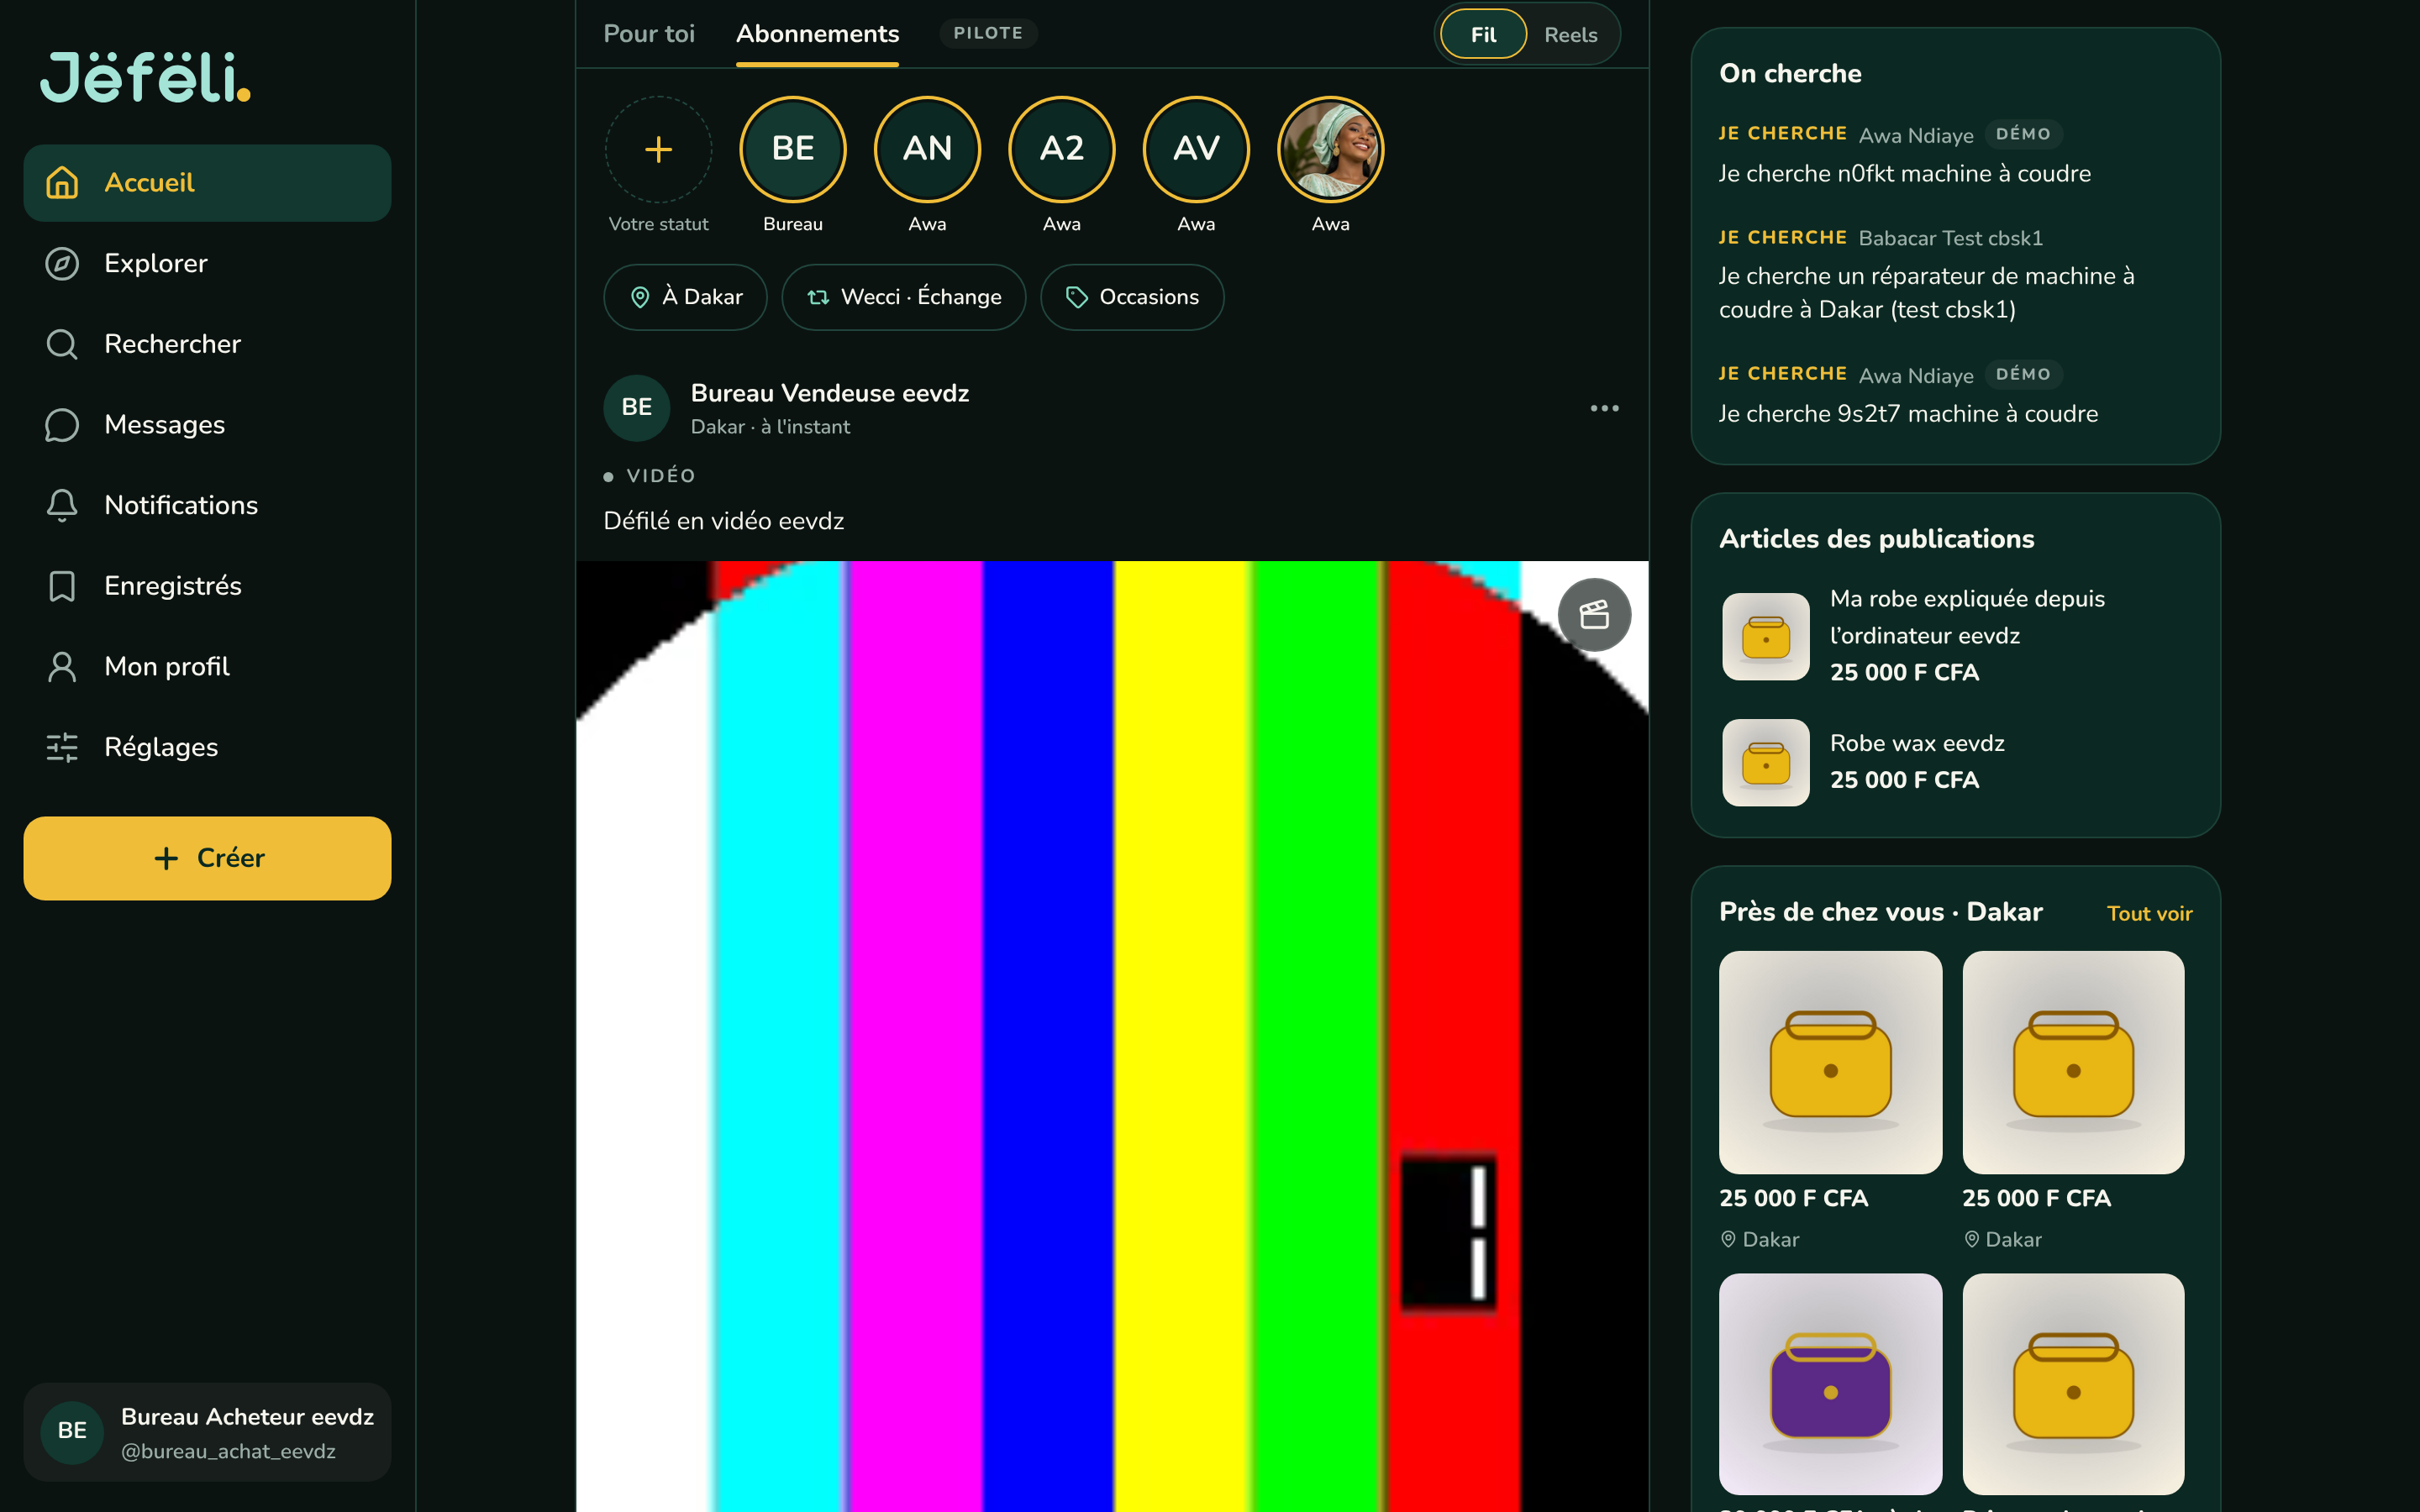 Jëfëli.
Accueil
Explorer
Rechercher
Messages
Notifications
Enregistrés
Mon profil
Réglages
+ Créer
BE
Bureau Acheteur eevdz
@bureau_achat_eevdz
Pour toi
Abonnements
PILOTE
Fil
Reels
BE
AN
A2
AV
Votre statut
Bureau
Awa
Awa
Awa
Awa
À Dakar
Wecci · Échange
Occasions
BE
Bureau Vendeuse eevdz
Dakar · à l'instant
VIDÉO
Défilé en vidéo eevdz
On cherche
JE CHERCHE Awa Ndiaye DÉMO
Je cherche n0fkt machine à coudre
JE CHERCHE Babacar Test cbsk1
Je cherche un réparateur de machine à
coudre à Dakar (test cbsk1)
JE CHERCHE Awa Ndiaye DÉMO
Je cherche 9s2t7 machine à coudre
Articles des publications
Ma robe expliquée depuis
l’ordinateur eevdz
25 000 F CFA
Robe wax eevdz
25 000 F CFA
Près de chez vous · Dakar
Tout voir
25 000 F CFA
Dakar
25 000 F CFA
Dakar